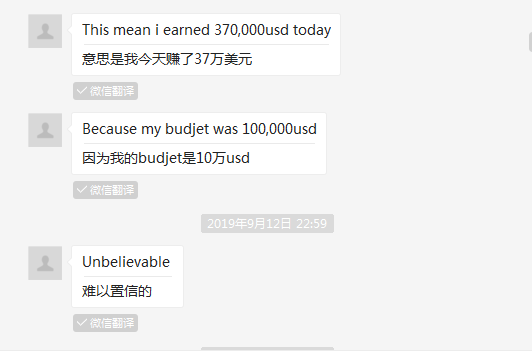 This mean i earned 370,000usd today
意思是我今天赚了37万美元
微信翻译
Because my budjet was 100,000usd
因为我的budjet是10万usd
微信翻译
2019年9月12日 22:59
Unbelievable
难以置信的
微信翻译